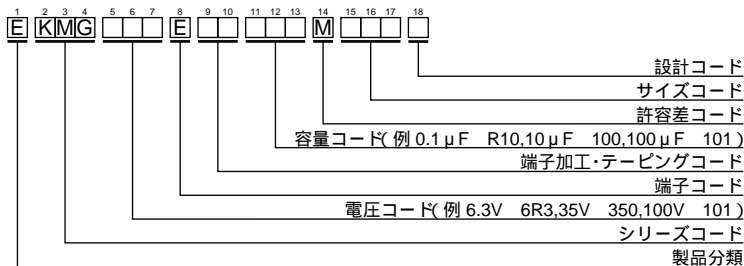 1 2 3 4 5 6 7 8 9 10 11 12 13 14 15 16 17 18
E KMG E M
設計コード
サイズコード
許容差コード
容量コード(例 0.1μF R10,10μF 100,100μF 101)
端子加工・テーピングコード
端子コード
電圧コード(例 6.3V 6R3,35V 350,100V 101)
シリーズコード
製品分類